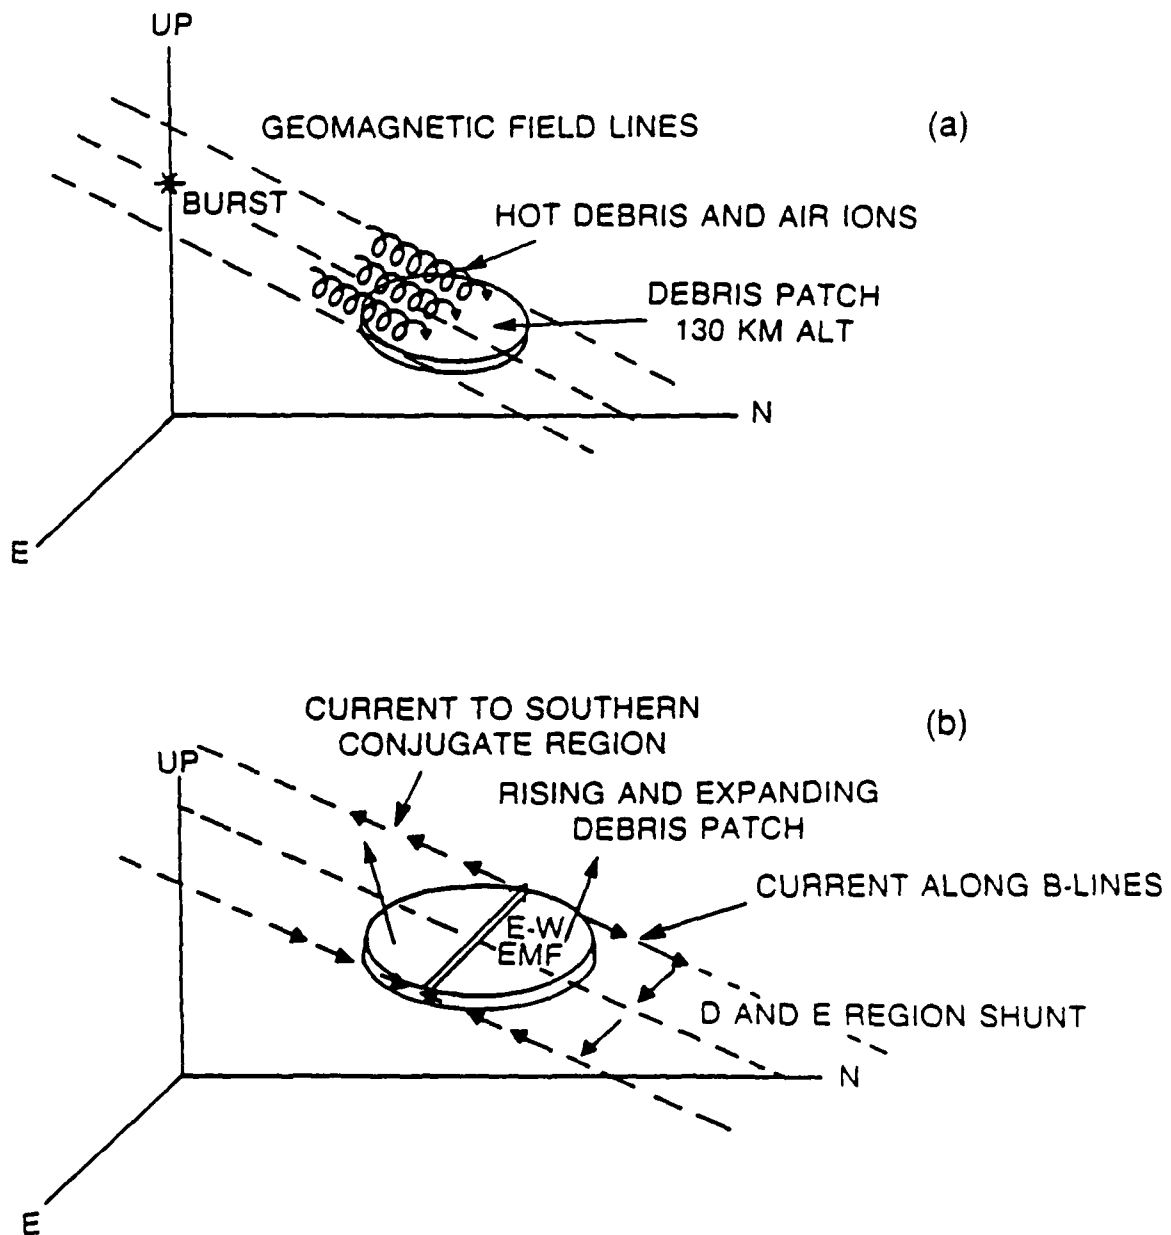 UP
GEOMAGNETIC FIELD LINES
(a)
BURST
HOT DEBRIS AND AIR IONS
DEBRIS PATCH
130 KM ALT
N
E
CURRENT TO SOUTHERN
CONJUGATE REGION
(b)
UP
RISING AND EXPANDING
DEBRIS PATCH
CURRENT ALONG B-LINES
E-W
EMF
D AND E REGION SHUNT
N
E